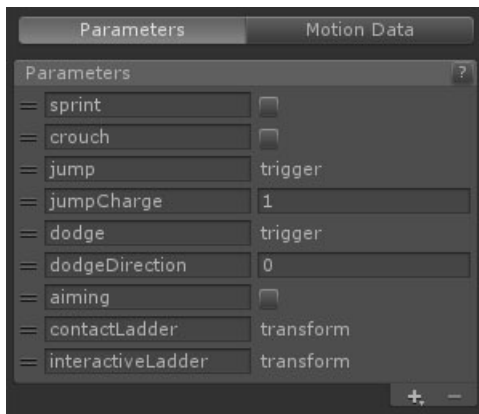 Parameters Motion Data
Parameters ?
sprint
crouch
jump trigger
jumpCharge 1
dodge trigger
dodgeDirection 0
aiming
contactLadder transform
interactiveLadder transform
+ −